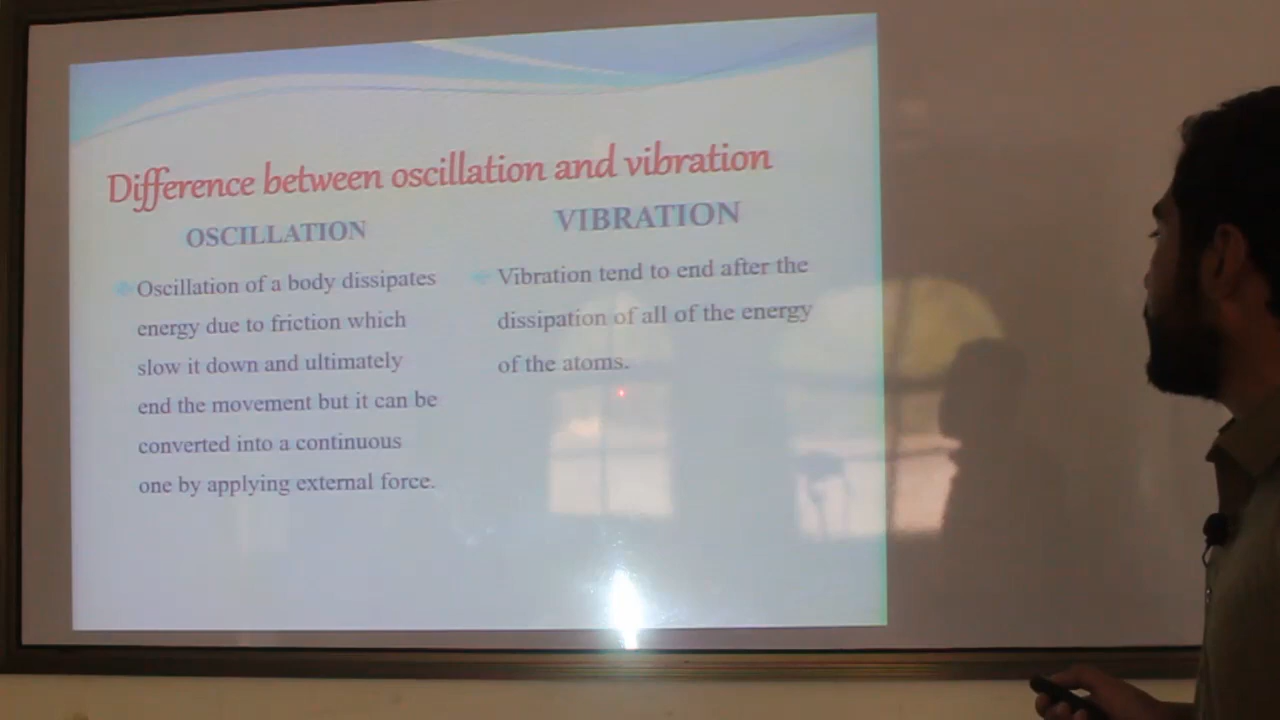 Difference between oscillation and vibration
OSCILLATION
Oscillation of a body dissipates
energy due to friction which
slow it down and ultimately
end the movement but it can be
converted into a continuous
one by applying external force.
VIBRATION
Vibration tend to end after the
dissipation of all of the energy
of the atoms.